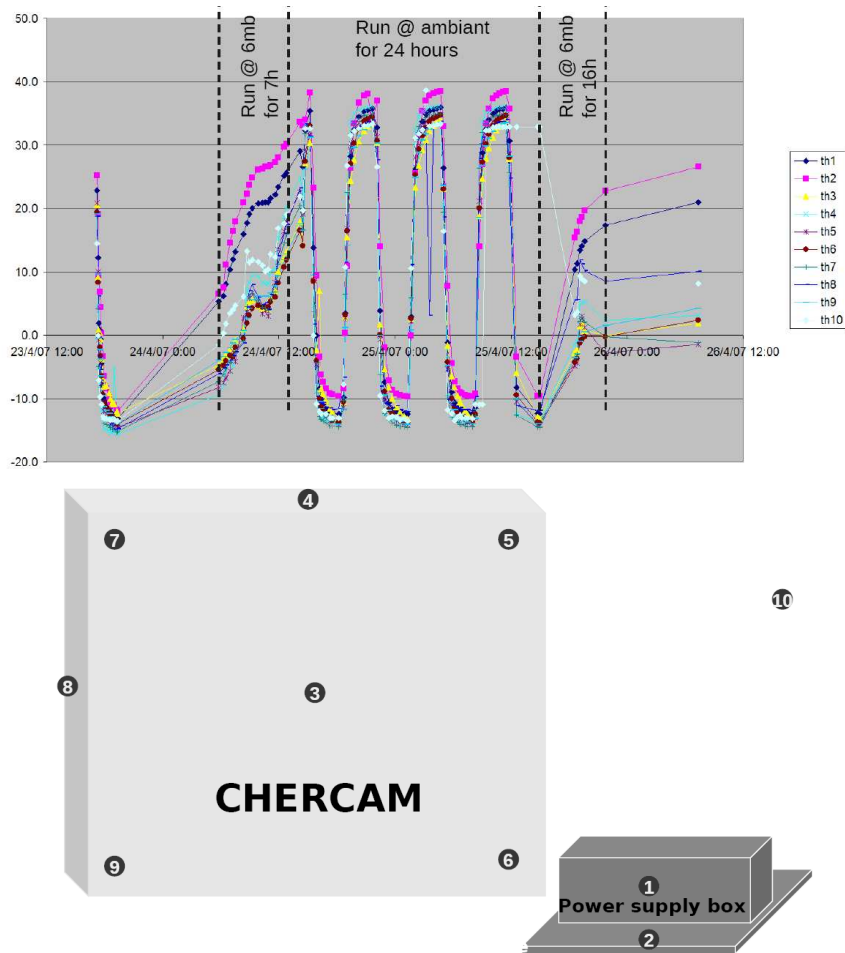 50.0
40.0
30.0
20.0
10.0
0.0
-10.0
-20.0
23/4/07 12:00
24/4/07 0:00
24/4/07 12:00
25/4/07 0:00
25/4/07 12:00
26/4/07 0:00
26/4/07 12:00
Run @ 6mb
for 7h
Run @ ambiant
for 24 hours
Run @ 6mb
for 16h
th1
th2
th3
th4
th5
th6
th7
th8
th9
th10
4
7
5
10
8
3
CHERCAM
9
6
1
Power supply box
2